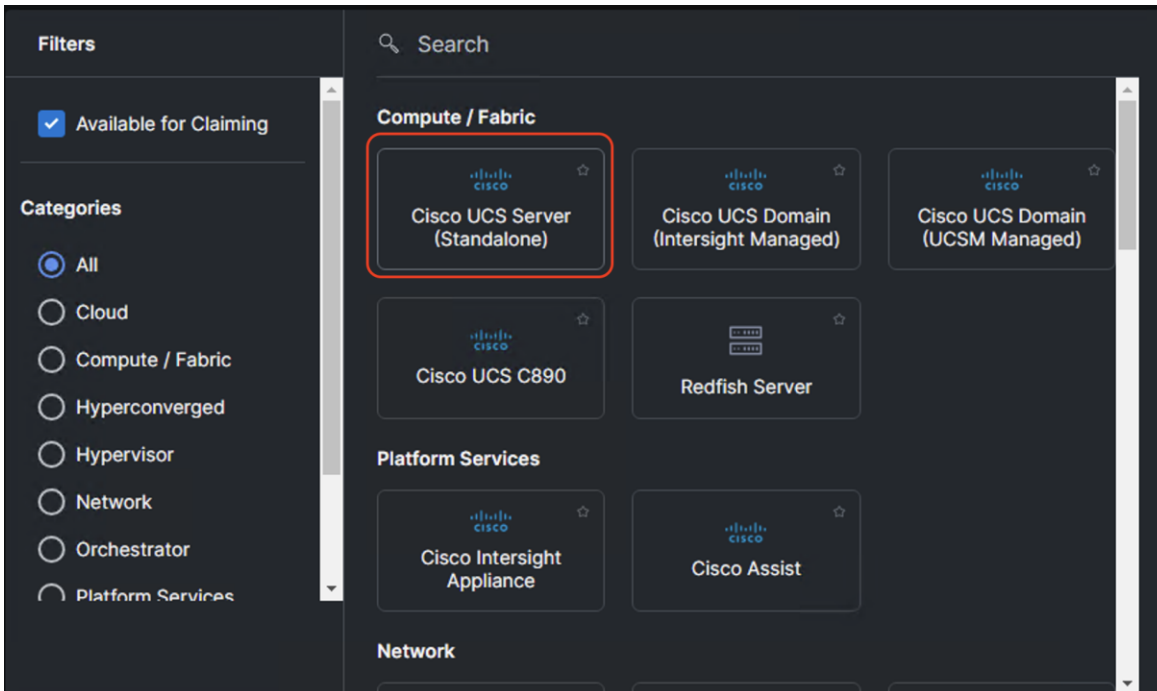 Filters
Search
Available for Claiming
Categories
All
Cloud
Compute / Fabric
Hyperconverged
Hypervisor
Network
Orchestrator
Platform Services
Compute / Fabric
CISCO
Cisco UCS Server
(Standalone)
CISCO
Cisco UCS Domain
(Intersight Managed)
CISCO
Cisco UCS Domain
(UCSM Managed)
CISCO
Cisco UCS C890
Redfish Server
Platform Services
CISCO
Cisco Intersight
Appliance
CISCO
Cisco Assist
Network